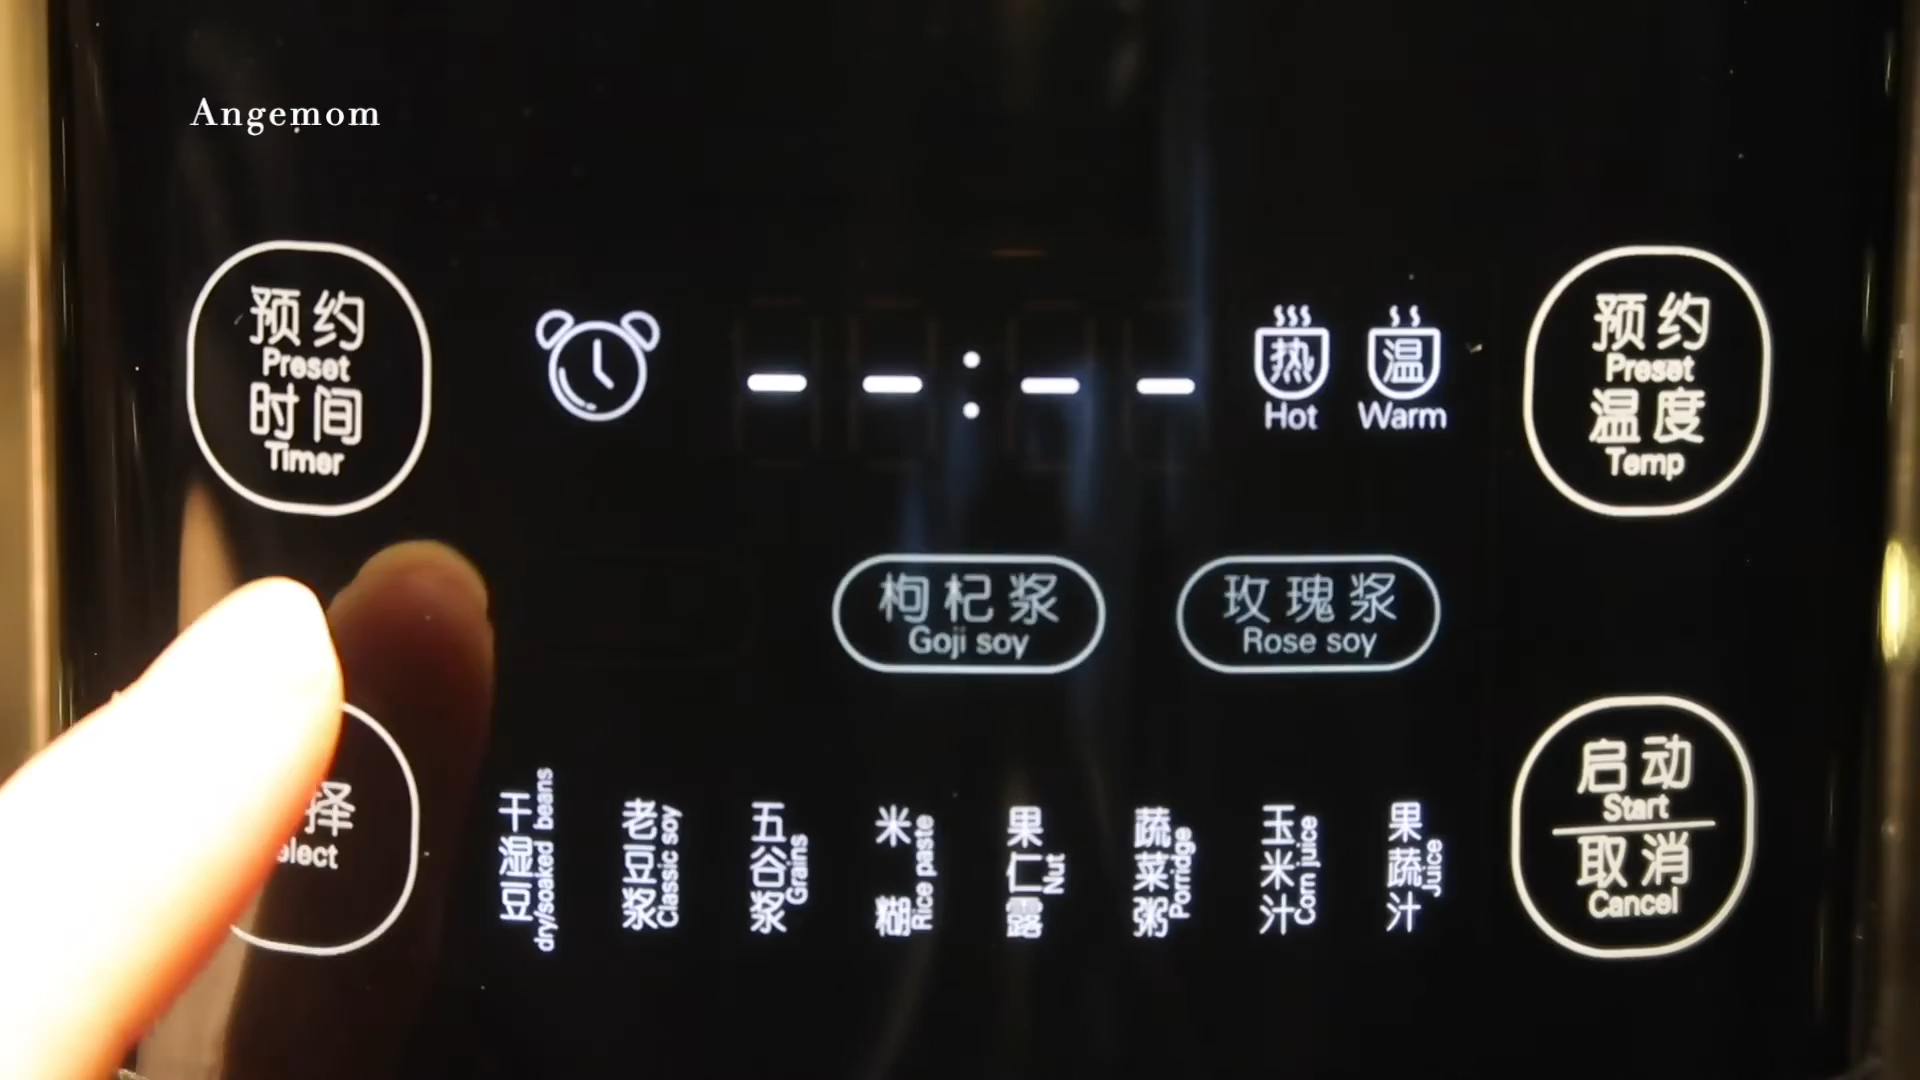 Angemom
预约
Preset
时间
Timer
--:--
热
Hot
温
Warm
预约
Preset
温度
Temp
枸杞浆
Goji soy
玫瑰浆
Rose soy
择
elect
干湿豆
dry/soaked beans
老豆浆
Classic soy
五谷浆
Grains
米糊
Rice paste
果仁露
Nut
蔬菜粥
Porridge
玉米汁
Corn juice
果蔬汁
Juice
启动
Start
取消
Cancel